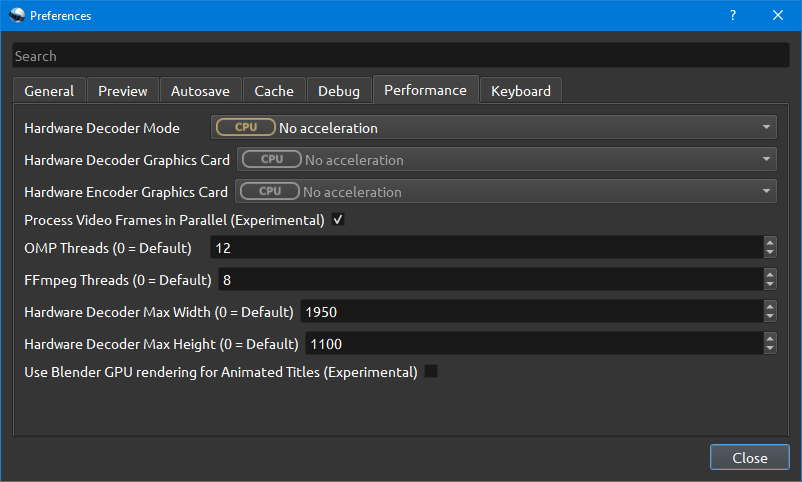 Preferences
?
Search
General Preview Autosave Cache Debug Performance Keyboard
Hardware Decoder Mode CPU No acceleration
Hardware Decoder Graphics Card CPU No acceleration
Hardware Encoder Graphics Card CPU No acceleration
Process Video Frames in Parallel (Experimental)
OMP Threads (0 = Default) 12
FFmpeg Threads (0 = Default) 8
Hardware Decoder Max Width (0 = Default) 1950
Hardware Decoder Max Height (0 = Default) 1100
Use Blender GPU rendering for Animated Titles (Experimental)
Close